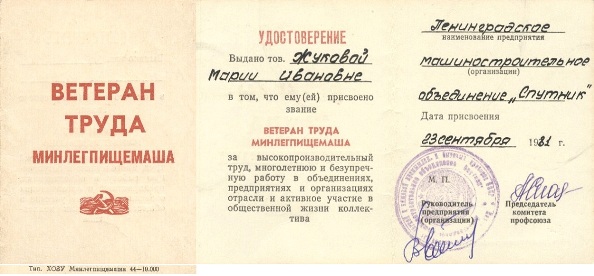 ВЕТЕРАН
ТРУДА
МИНЛЕГПИЩЕМАША
Тип. ХОЗУ Минлегпищемаша 44—10.000
УДОСТОВЕРЕНИЕ
Выдано тов. Жуковой
Марии Ивановне
в том, что ему(ей) присвоено
звание
ВЕТЕРАН ТРУДА
МИНЛЕГПИЩЕМАША
за высокопроизводительный
труд, многолетнюю и безупреч-
ную работу в объединениях,
предприятиях и организациях
отрасли и активное участие в
общественной жизни коллек-
тива
Ленинградское
наименование предприятия
машиностроительное
(организации)
объединение „Спутник"
Дата присвоения
23 сентября 1981 г.
М. П.
Руководитель
предприятия
(организации)
Председатель
комитета
профсоюза